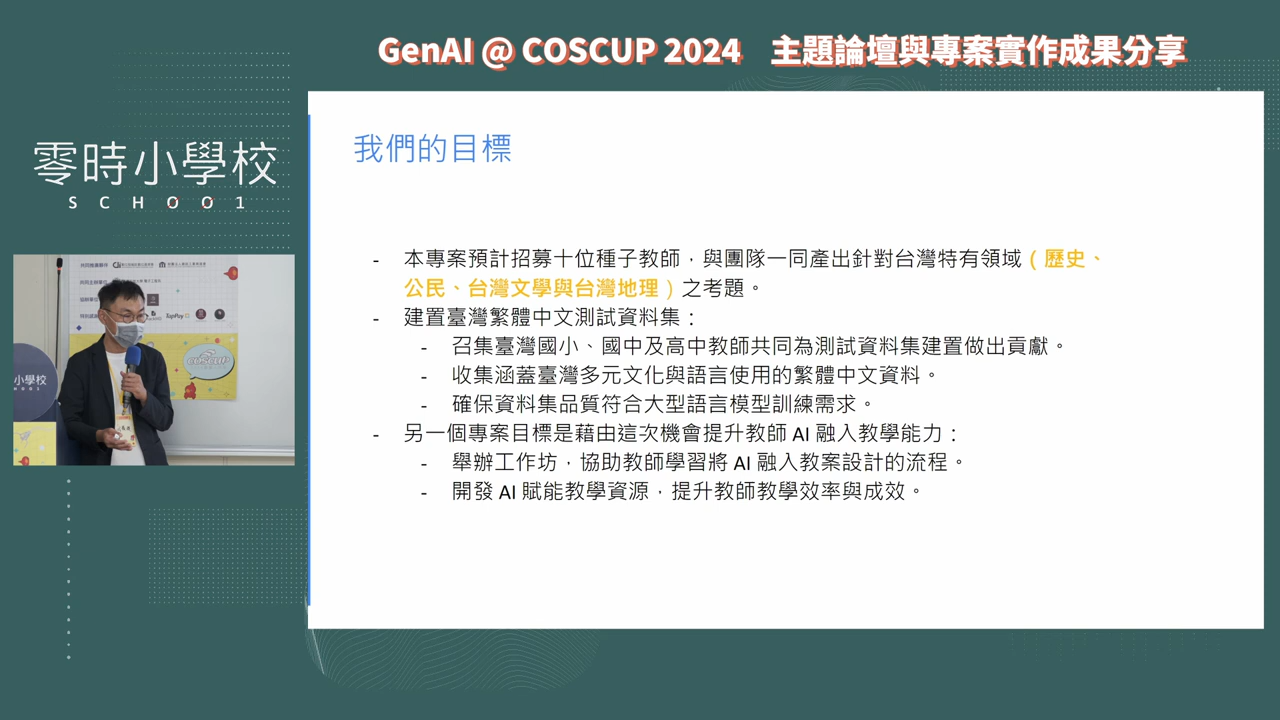 GenAI @ COSCUP 2024 主題論壇與專案實作成果分享
零時小學校
SCHOO1
我們的目標
- 本專案預計招募十位種子教師，與團隊一同產出針對台灣特有領域（歷史、
公民、台灣文學與台灣地理）之考題。
- 建置臺灣繁體中文測試資料集：
- 召集臺灣國小、國中及高中教師共同為測試資料集建置做出貢獻。
- 收集涵蓋臺灣多元文化與語言使用的繁體中文資料。
- 確保資料集品質符合大型語言模型訓練需求。
- 另一個專案目標是藉由這次機會提升教師 AI 融入教學能力：
- 舉辦工作坊，協助教師學習將 AI 融入教案設計的流程。
- 開發 AI 賦能教學資源，提升教師教學效率與成效。
TapPay
COSCUP
小學校